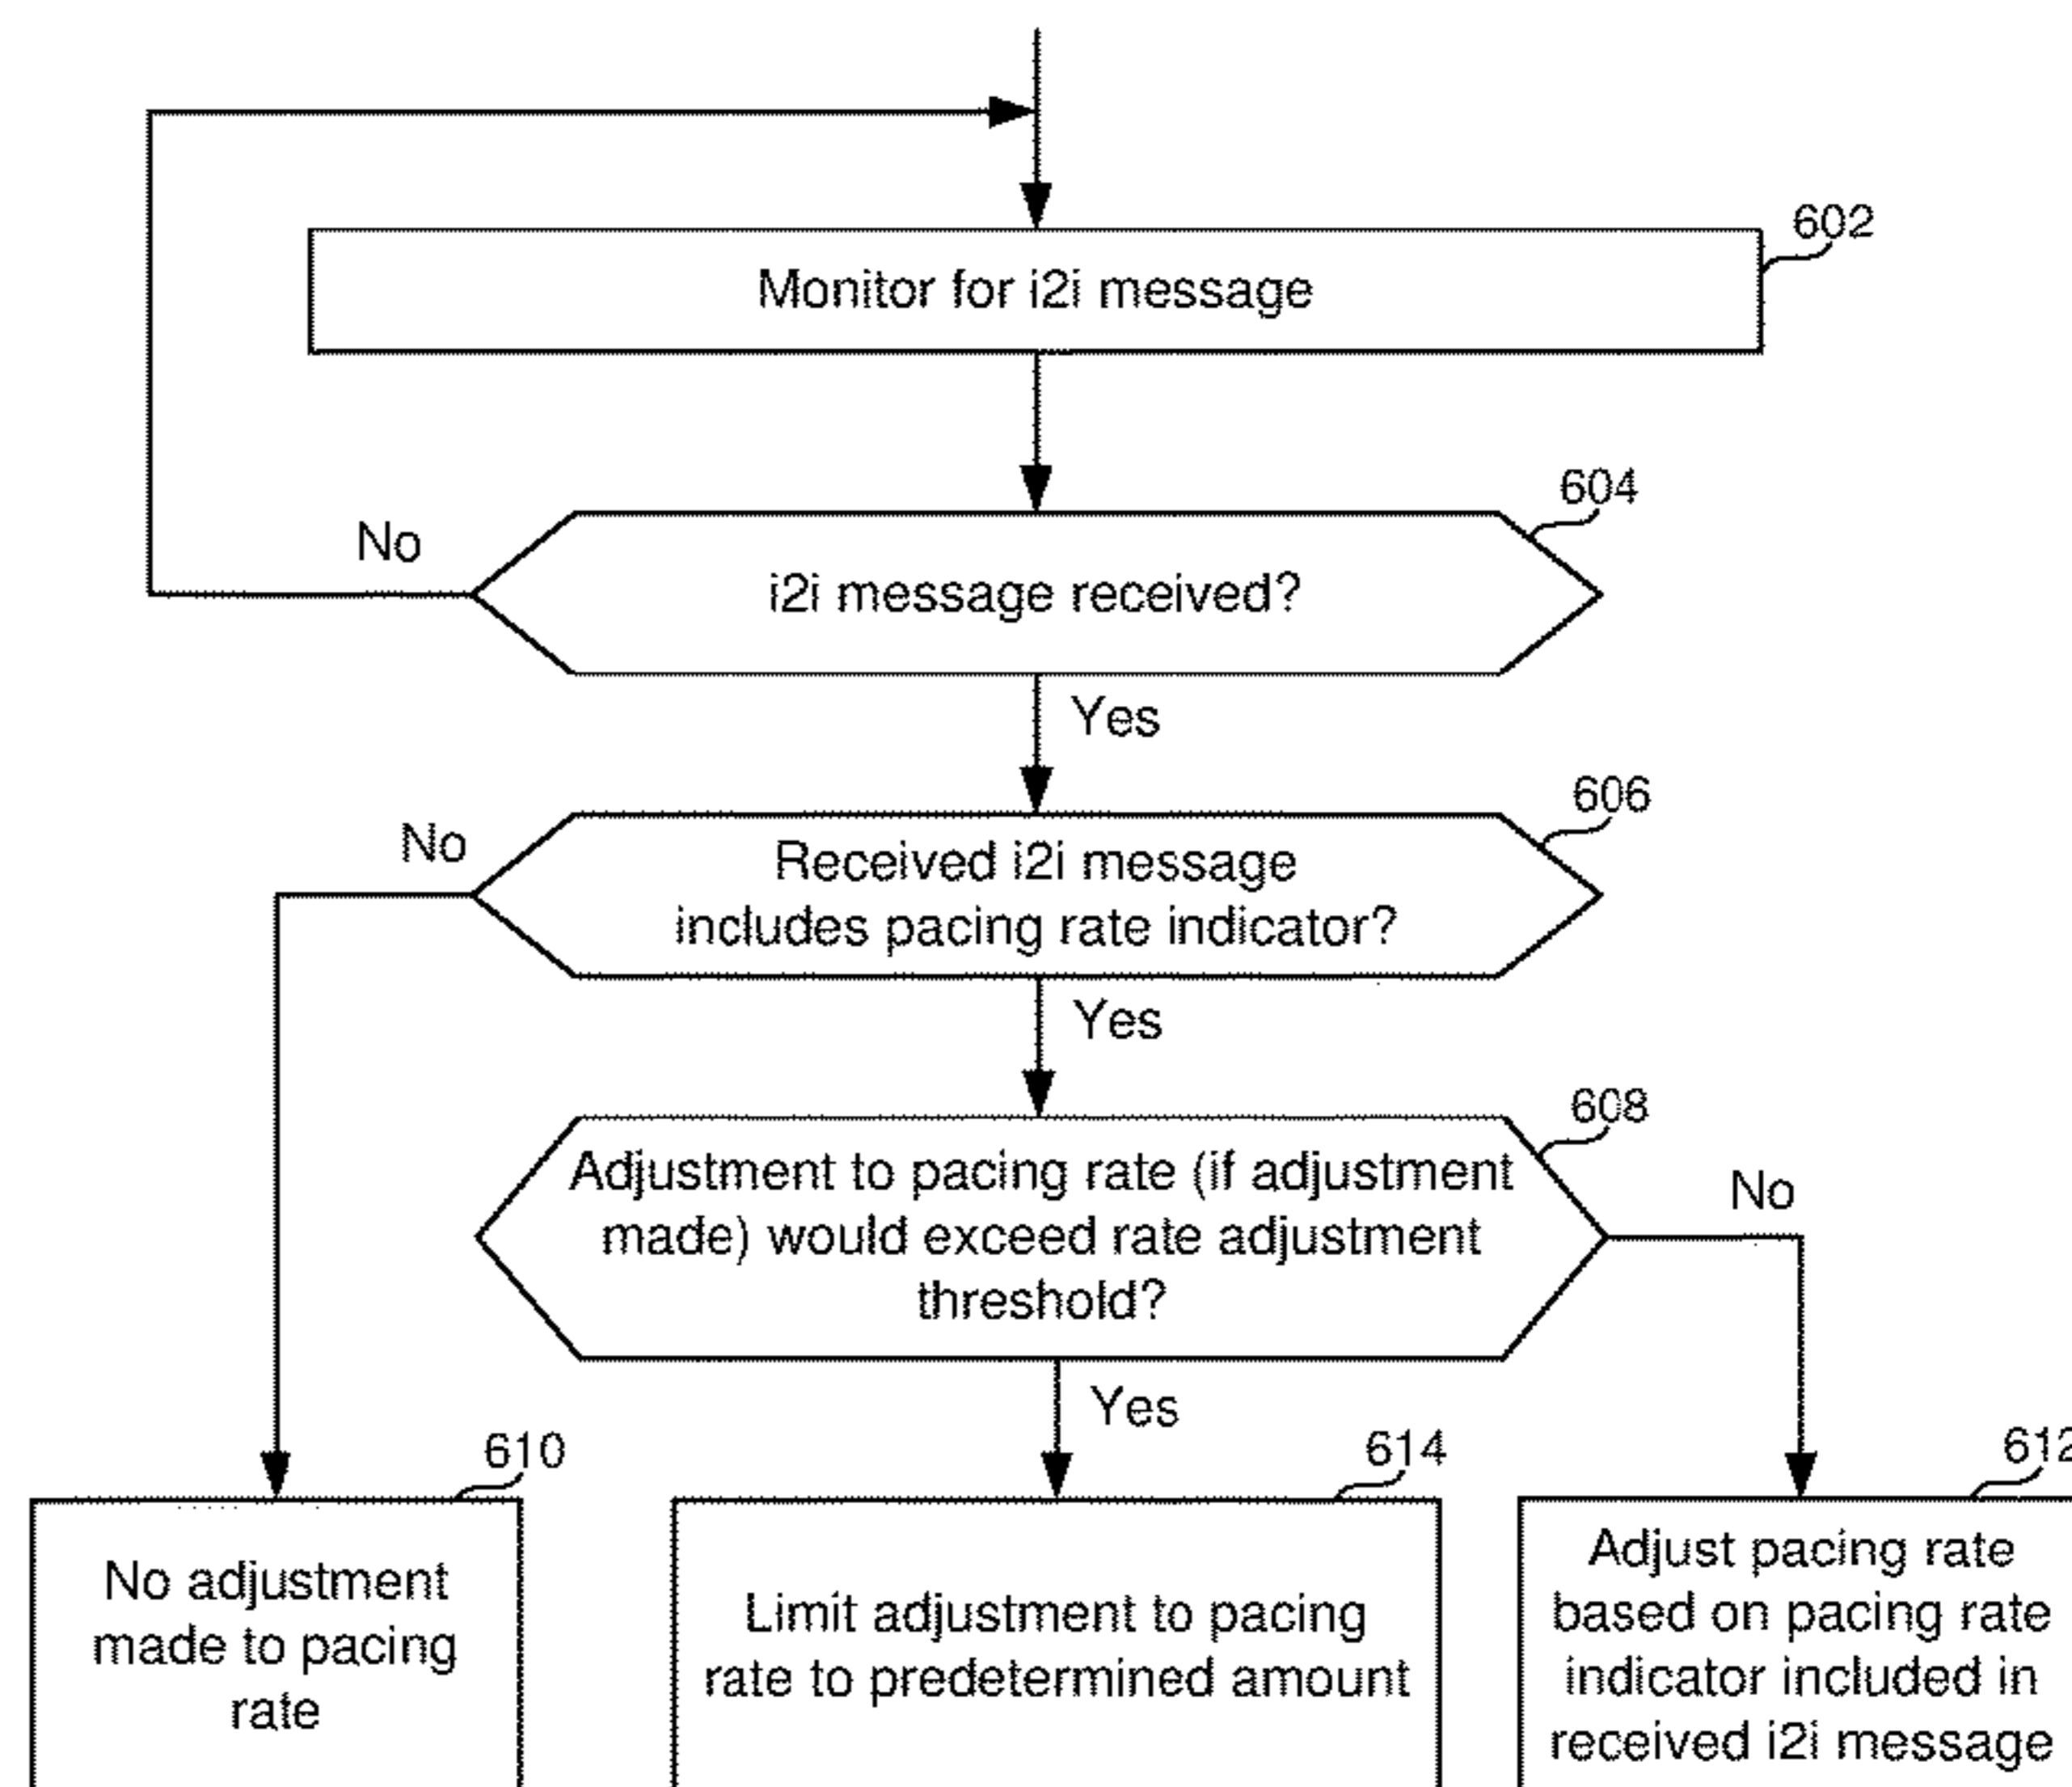 602
Monitor for i2i message
604
No
i2i message received?
Yes
606
No
Received i2i message
includes pacing rate indicator?
Yes
608
Adjustment to pacing rate (if adjustment
made) would exceed rate adjustment
threshold?
No
Yes
610
614
612
No adjustment
made to pacing
rate
Limit adjustment to pacing
rate to predetermined amount
Adjust pacing rate
based on pacing rate
indicator included in
received i2i message